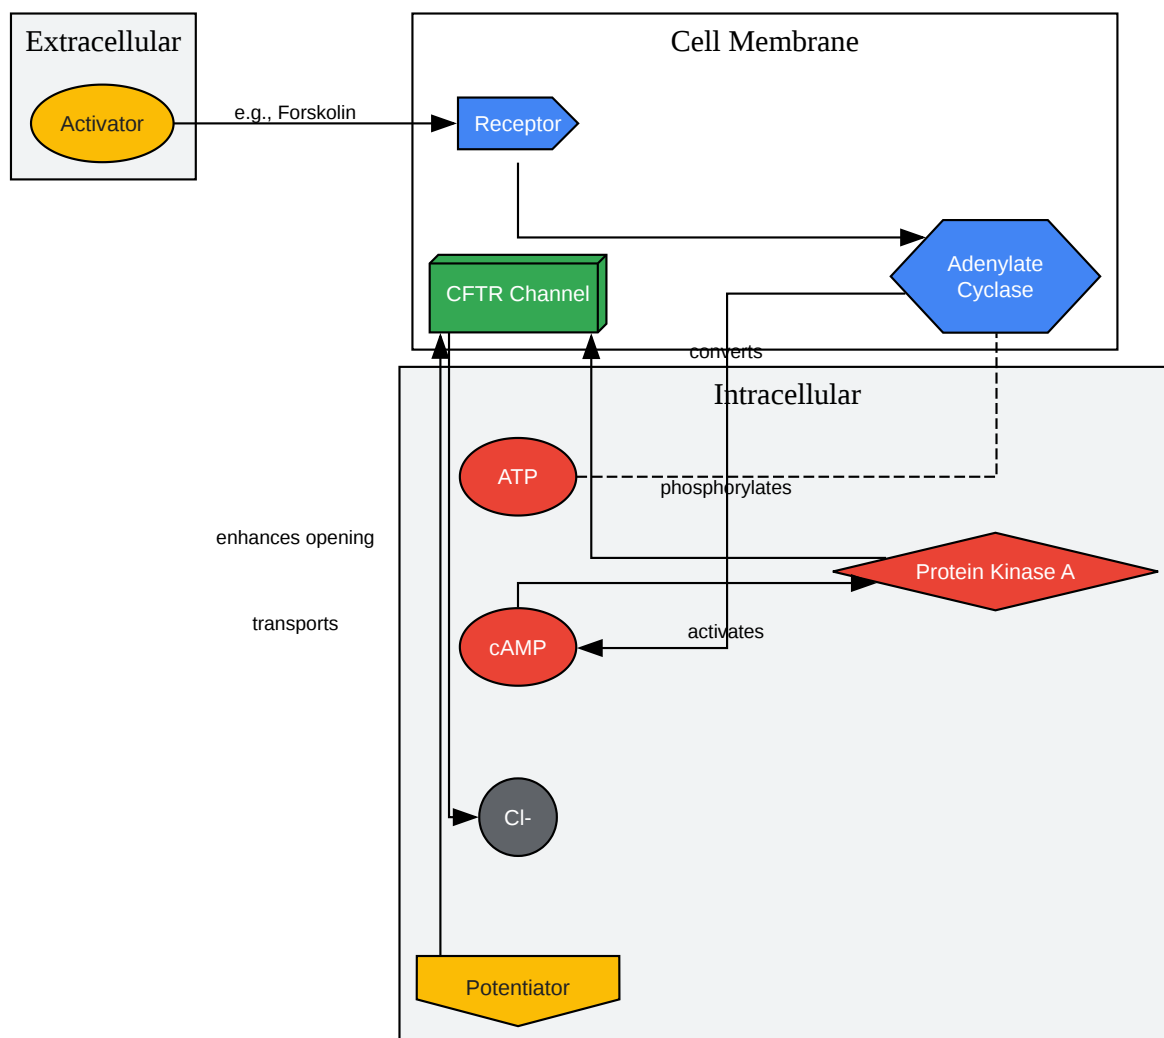 Extracellular
Cell Membrane
Activator
e.g., Forskolin
Receptor
Adenylate
Cyclase
CFTR Channel
converts
Intracellular
ATP
phosphorylates
enhances opening
Protein Kinase A
transports
activates
cAMP
Cl-
Potentiator